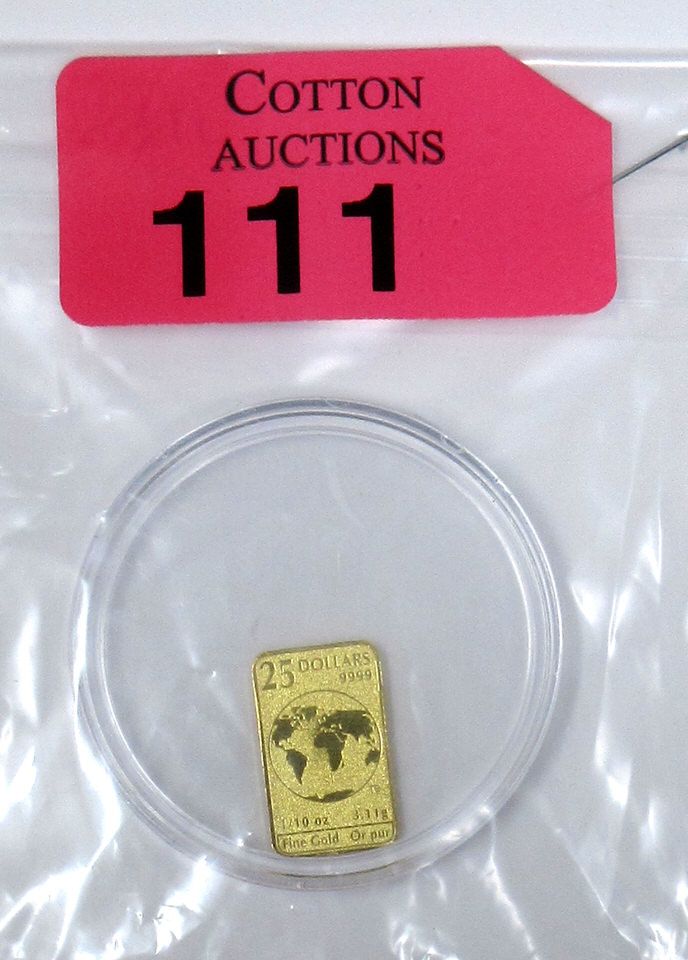 COTTON
AUCTIONS
111
25 DOLLARS
9999
1/10 oz 3.11g
Fine Gold Or pur